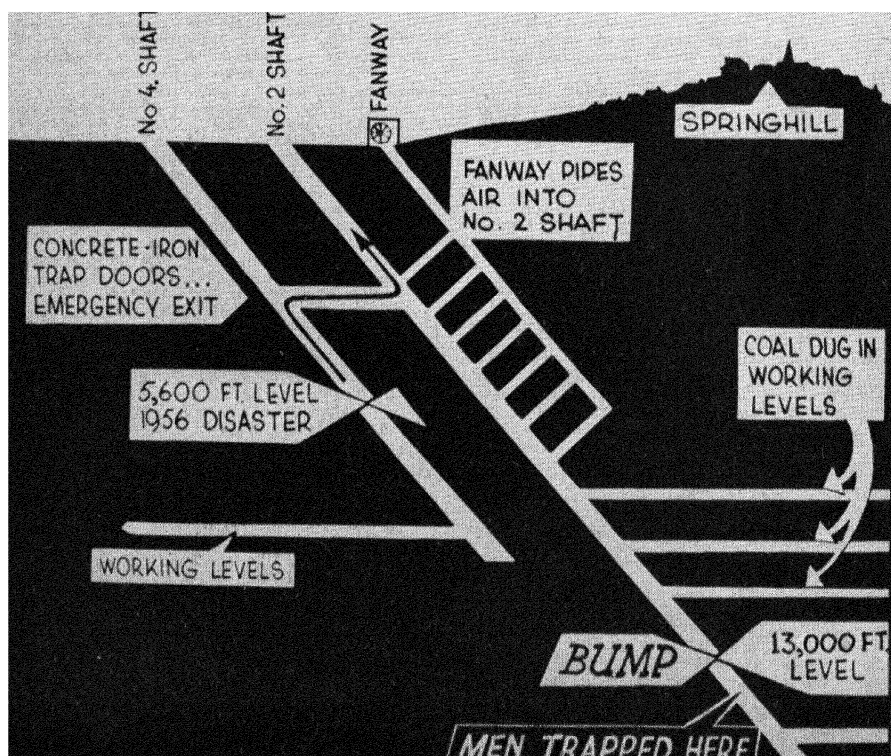 No 4. SHAFT
No. 2 SHAFT
FANWAY
SPRINGHILL
FANWAY PIPES
AIR INTO
No. 2 SHAFT
CONCRETE-IRON
TRAP DOORS...
EMERGENCY EXIT
COAL DUG IN
WORKING
LEVELS
5,600 FT. LEVEL
1956 DISASTER
WORKING LEVELS
BUMP
13,000 FT.
LEVEL
MEN TRAPPED HERE